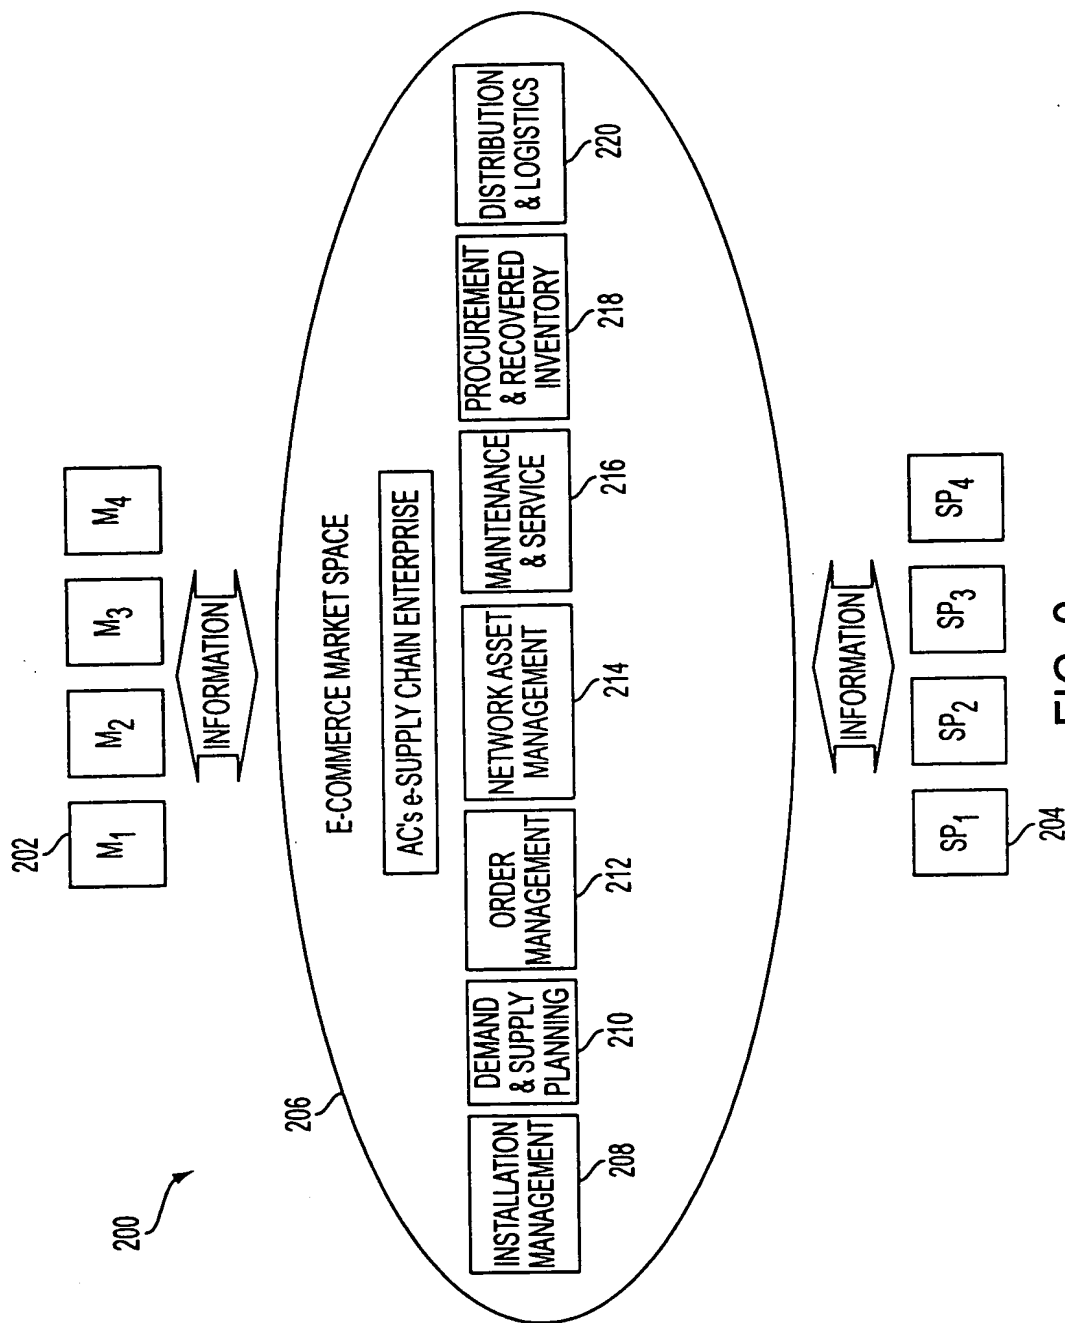 200
202
M1
M2
M3
M4
INFORMATION
206
E-COMMERCE MARKET SPACE
AC's e-SUPPLY CHAIN ENTERPRISE
INSTALLATION
MANAGEMENT
208
DEMAND
& SUPPLY
PLANNING
210
ORDER
MANAGEMENT
212
NETWORK ASSET
MANAGEMENT
214
MAINTENANCE
& SERVICE
216
PROCUREMENT
& RECOVERED
INVENTORY
218
DISTRIBUTION
& LOGISTICS
220
INFORMATION
SP1
SP2
SP3
SP4
204
FIG.